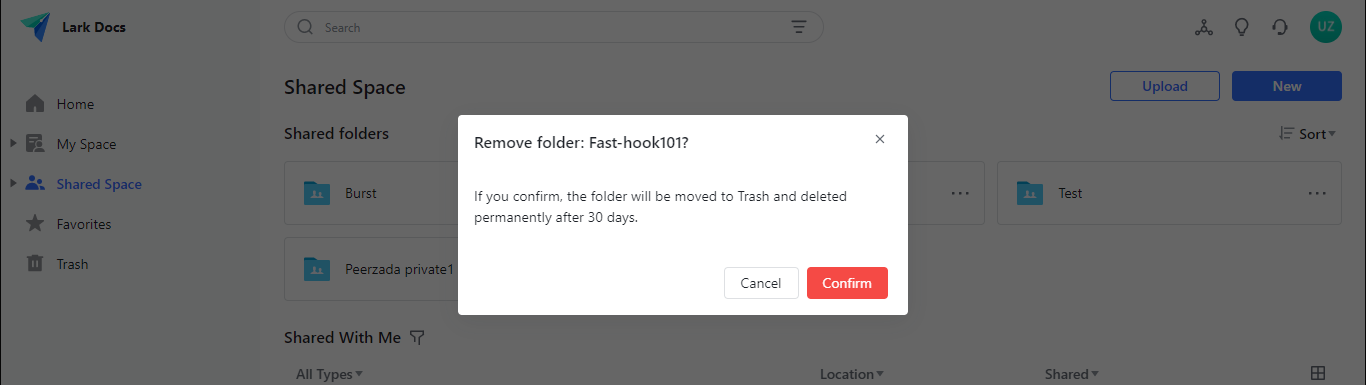 Lark Docs
Search
UZ
Home
My Space
Shared Space
Favorites
Trash
Shared Space
Upload
New
Shared folders
Sort
Burst
Test
Peerzada private1
Remove folder: Fast-hook101?
If you confirm, the folder will be moved to Trash and deleted
permanently after 30 days.
Cancel
Confirm
Shared With Me
All Types
Location
Shared